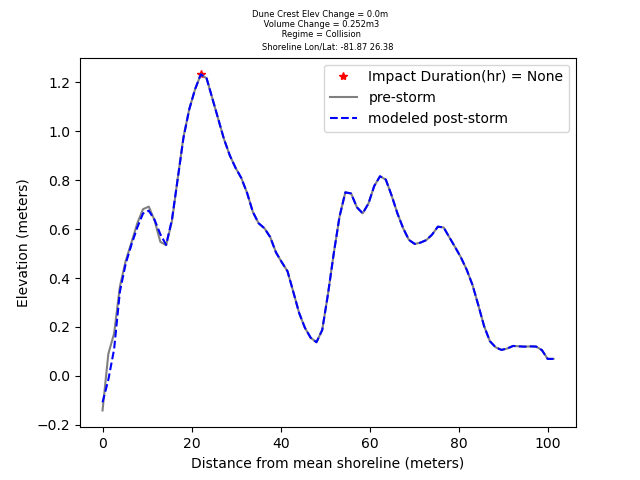 Dune Crest Elev Change = 0.0m
Volume Change = 0.252m3
Regime = Collision
Shoreline Lon/Lat: -81.87 26.38
Impact Duration(hr) = None
pre-storm
modeled post-storm
Elevation (meters)
1.2
1.0
0.8
0.6
0.4
0.2
0.0
−0.2
0 20 40 60 80 100
Distance from mean shoreline (meters)